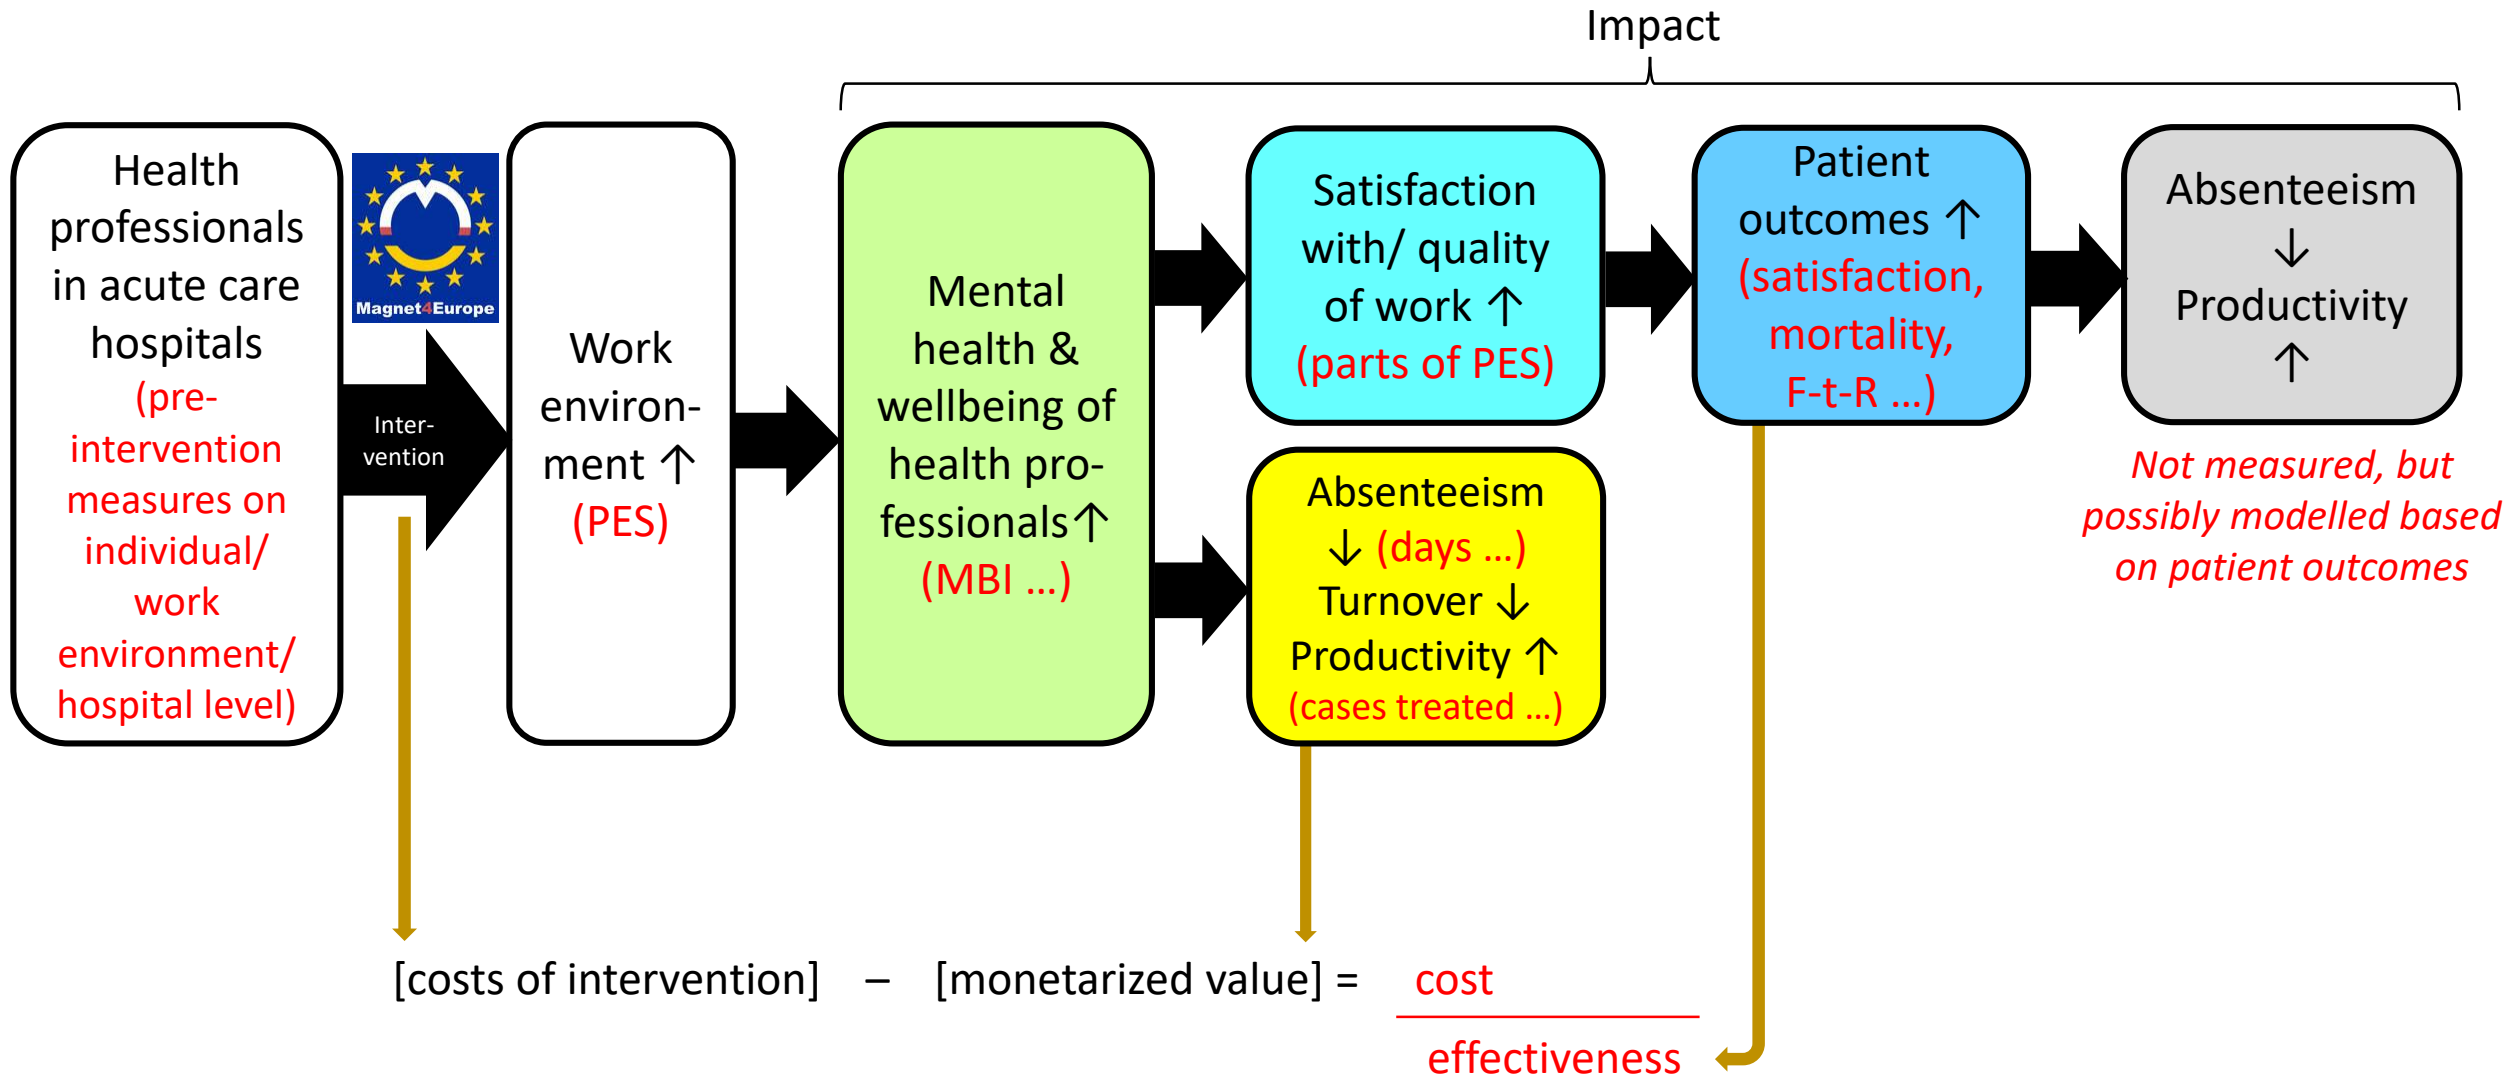 Impact
Health
professionals
in acute care
hospitals
(pre-
intervention
measures on
individual/
work
environment/
hospital level)
Magnet4Europe
Inter-
vention
Work
environ-
ment ↑
(PES)
Mental
health &
wellbeing of
health pro-
fessionals↑
(MBI ...)
Satisfaction
with/ quality
of work ↑
(parts of PES)
Absenteeism
↓ (days ...)
Turnover ↓
Productivity ↑
(cases treated ...)
Patient
outcomes ↑
(satisfaction,
mortality,
F-t-R ...)
Absenteeism
↓
Productivity
↑
Not measured, but
possibly modelled based
on patient outcomes
[costs of intervention] – [monetarized value] = cost
effectiveness